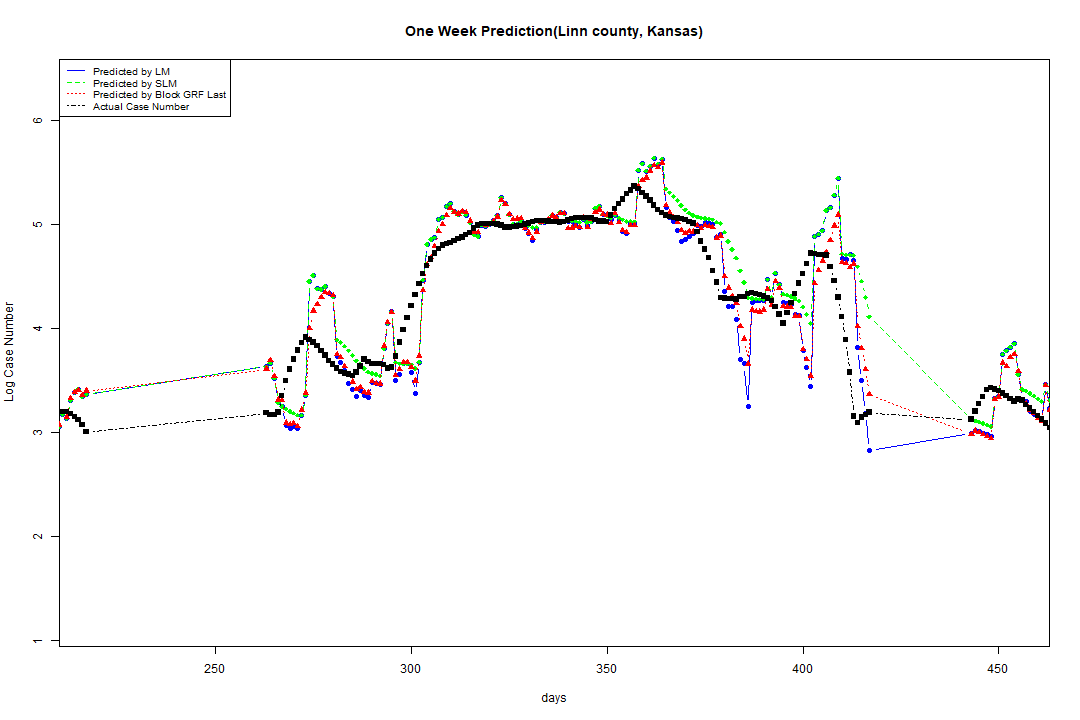 One Week Prediction(Linn county, Kansas)
Predicted by LM
Predicted by SLM
Predicted by Block GRF Last
Actual Case Number
6
5
4
3
2
1
Log Case Number
250 300 350 400 450
days